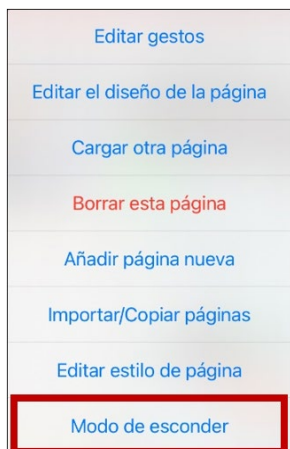 Editar gestos
Editar el diseño de la página
Cargar otra página
Borrar esta página
Añadir página nueva
Importar/Copiar páginas
Editar estilo de página
Modo de esconder